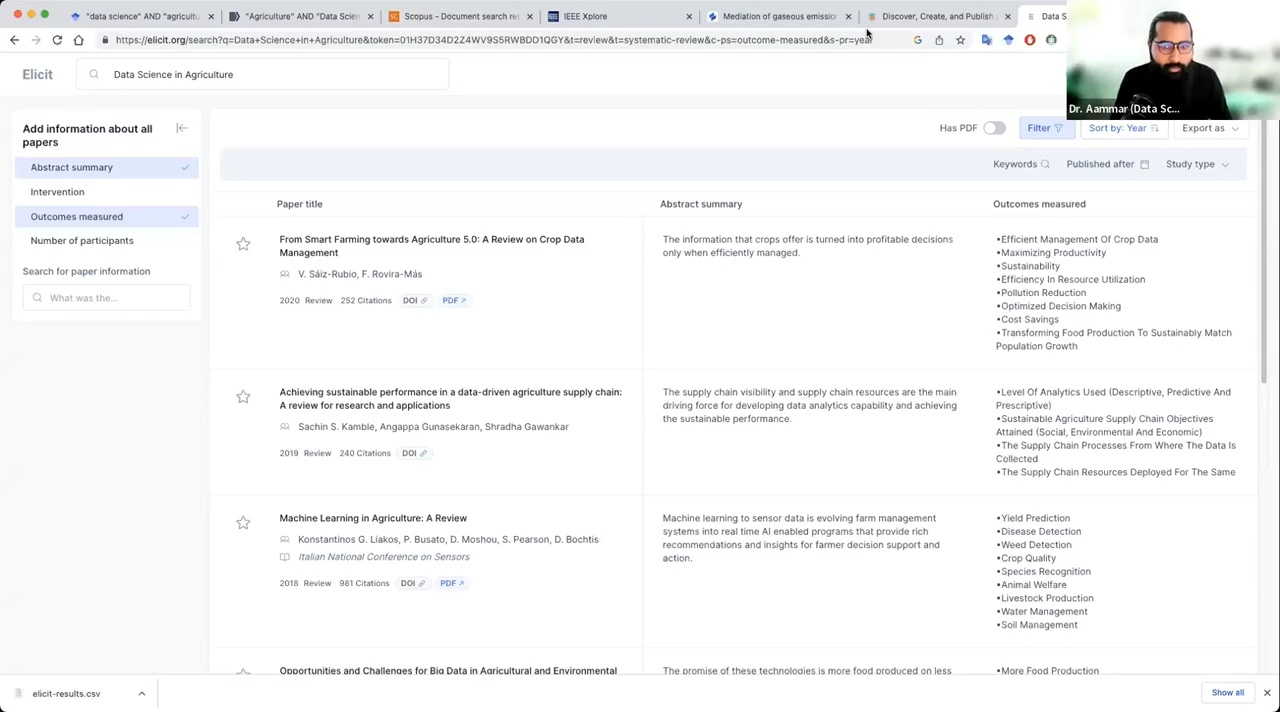 "data science" AND "agricultu
"Agriculture" AND "Data Scien
Scopus - Document search re
IEEE Xplore
Mediation of gaseous emissio
Discover, Create, and Publish
Data S
https://elicit.org/search?q=Data+Science+in+Agriculture&token=01H37D34D2Z4WV9S5RWBDD1QGY&t=review&t=systematic-review&c-ps=outcome-measured&s-pr=year
Elicit
Data Science in Agriculture
Dr. Aammar (Data Sc...
Add information about all
papers
Abstract summary
Intervention
Outcomes measured
Number of participants
Search for paper information
What was the...
Has PDF
Filter
Sort by: Year
Export as
Keywords
Published after
Study type
Paper title
Abstract summary
Outcomes measured
From Smart Farming towards Agriculture 5.0: A Review on Crop Data
Management
V. Sáiz-Rubio, F. Rovira-Más
2020 Review 252 Citations DOI PDF
The information that crops offer is turned into profitable decisions
only when efficiently managed.
•Efficient Management Of Crop Data
•Maximizing Productivity
•Sustainability
•Efficiency In Resource Utilization
•Pollution Reduction
•Optimized Decision Making
•Cost Savings
•Transforming Food Production To Sustainably Match
Population Growth
Achieving sustainable performance in a data-driven agriculture supply chain:
A review for research and applications
Sachin S. Kamble, Angappa Gunasekaran, Shradha Gawankar
2019 Review 240 Citations DOI
The supply chain visibility and supply chain resources are the main
driving force for developing data analytics capability and achieving
the sustainable performance.
•Level Of Analytics Used (Descriptive, Predictive And
Prescriptive)
•Sustainable Agriculture Supply Chain Objectives
Attained (Social, Environmental And Economic)
•The Supply Chain Processes From Where The Data Is
Collected
•The Supply Chain Resources Deployed For The Same
Machine Learning in Agriculture: A Review
Konstantinos G. Liakos, P. Busato, D. Moshou, S. Pearson, D. Bochtis
Italian National Conference on Sensors
2018 Review 981 Citations DOI PDF
Machine learning to sensor data is evolving farm management
systems into real time AI enabled programs that provide rich
recommendations and insights for farmer decision support and
action.
•Yield Prediction
•Disease Detection
•Weed Detection
•Crop Quality
•Species Recognition
•Animal Welfare
•Livestock Production
•Water Management
•Soil Management
Opportunities and Challenges for Big Data in Agricultural and Environmental
The promise of these technologies is more food produced on less
•More Food Production
elicit-results.csv
Show all